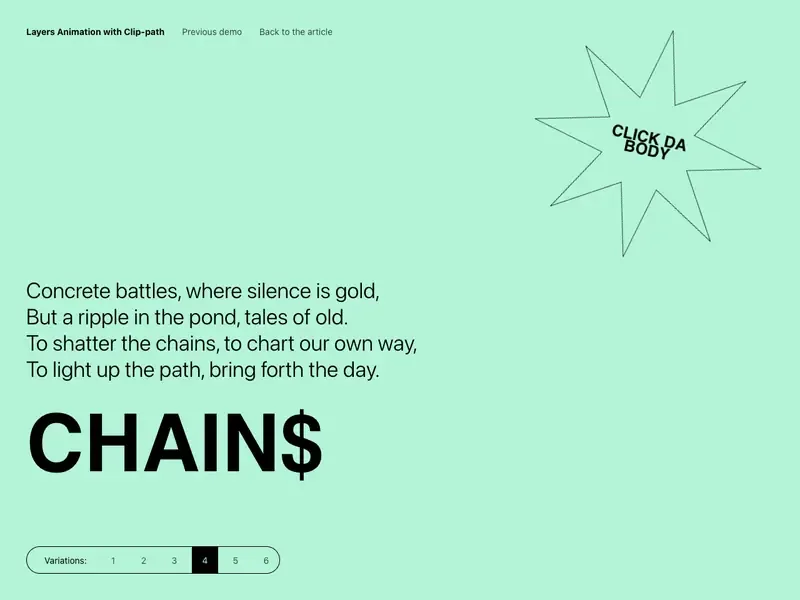 Layers Animation with Clip-path Previous demo Back to the article
CLICK DA
BODY
Concrete battles, where silence is gold,
But a ripple in the pond, tales of old.
To shatter the chains, to chart our own way,
To light up the path, bring forth the day.
CHAIN$
Variations: 1 2 3 4 5 6